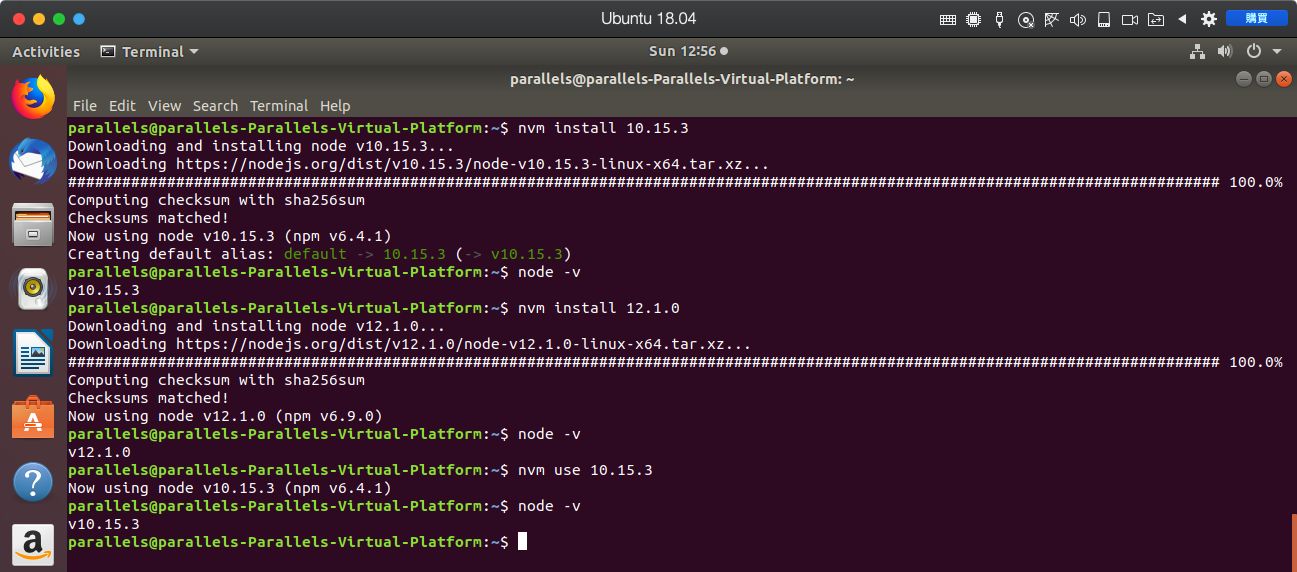 Ubuntu 18.04
購買
Activities Terminal Sun 12:56
parallels@parallels-Parallels-Virtual-Platform: ~
File Edit View Search Terminal Help
parallels@parallels-Parallels-Virtual-Platform:~$ nvm install 10.15.3
Downloading and installing node v10.15.3...
Downloading https://nodejs.org/dist/v10.15.3/node-v10.15.3-linux-x64.tar.xz...
################################################################################################################################ 100.0%
Computing checksum with sha256sum
Checksums matched!
Now using node v10.15.3 (npm v6.4.1)
Creating default alias: default -> 10.15.3 (-> v10.15.3)
parallels@parallels-Parallels-Virtual-Platform:~$ node -v
v10.15.3
parallels@parallels-Parallels-Virtual-Platform:~$ nvm install 12.1.0
Downloading and installing node v12.1.0...
Downloading https://nodejs.org/dist/v12.1.0/node-v12.1.0-linux-x64.tar.xz...
################################################################################################################################ 100.0%
Computing checksum with sha256sum
Checksums matched!
Now using node v12.1.0 (npm v6.9.0)
parallels@parallels-Parallels-Virtual-Platform:~$ node -v
v12.1.0
parallels@parallels-Parallels-Virtual-Platform:~$ nvm use 10.15.3
Now using node v10.15.3 (npm v6.4.1)
parallels@parallels-Parallels-Virtual-Platform:~$ node -v
v10.15.3
parallels@parallels-Parallels-Virtual-Platform:~$